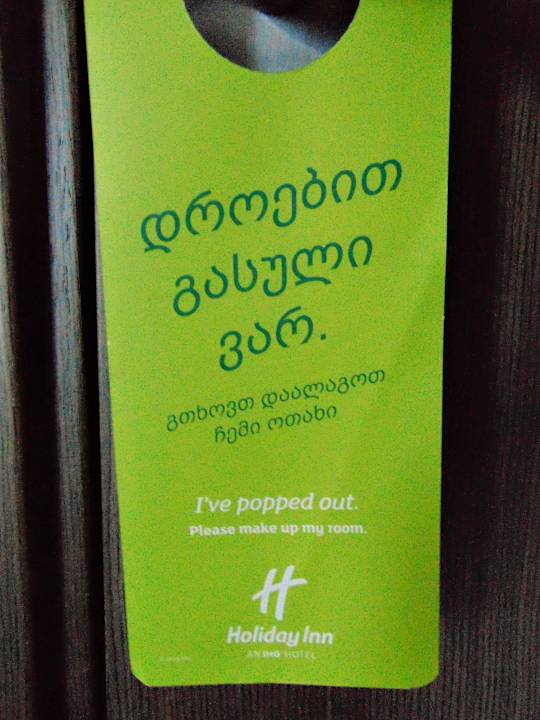 დროებით
გასული
ვარ.
გთხოვთ დაალაგოთ
ჩემი ოთახი
I've popped out.
Please make up my room.
H
Holiday Inn
AN IHG HOTEL